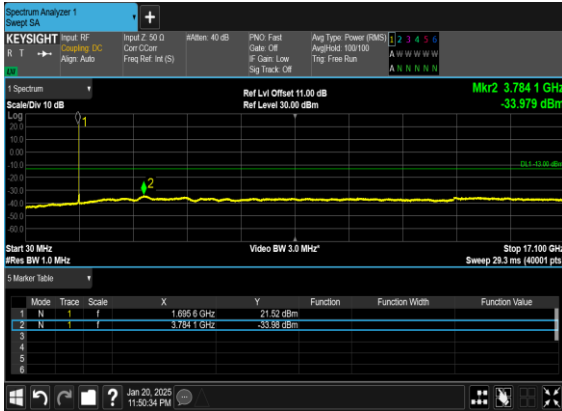 Spectrum Analyzer 1
Swept SA
+
KEYSIGHT Input: RF Input Z: 50 Ω #Atten: 40 dB PNO: Fast Avg Type: Power (RMS) 1 2 3 4 5 6
R T Coupling: DC Corr CCorr Gate: Off Avg|Hold: 100/100 A W W W W W
Align: Auto Freq Ref: Int (S) IF Gain: Low Trig: Free Run
Sig Track: Off A N N N N N
1 Spectrum Ref Lvl Offset 11.00 dB Mkr2 3.784 1 GHz
Scale/Div 10 dB Ref Level 30.00 dBm -33.979 dBm
Log
20.0
10.0
0.00
-10.0
-20.0
-30.0
-40.0
-50.0
-60.0
1
DL1 -13.00 dBm
2
Start 30 MHz Video BW 3.0 MHz* Stop 17.100 GHz
#Res BW 1.0 MHz Sweep 29.3 ms (40001 pts)
5 Marker Table
Mode Trace Scale X Y Function Function Width Function Value
1 N 1 f 1.695 6 GHz 21.52 dBm
2 N 1 f 3.784 1 GHz -33.98 dBm
3
4
5
6
? Jan 20, 2025
11:50:34 PM